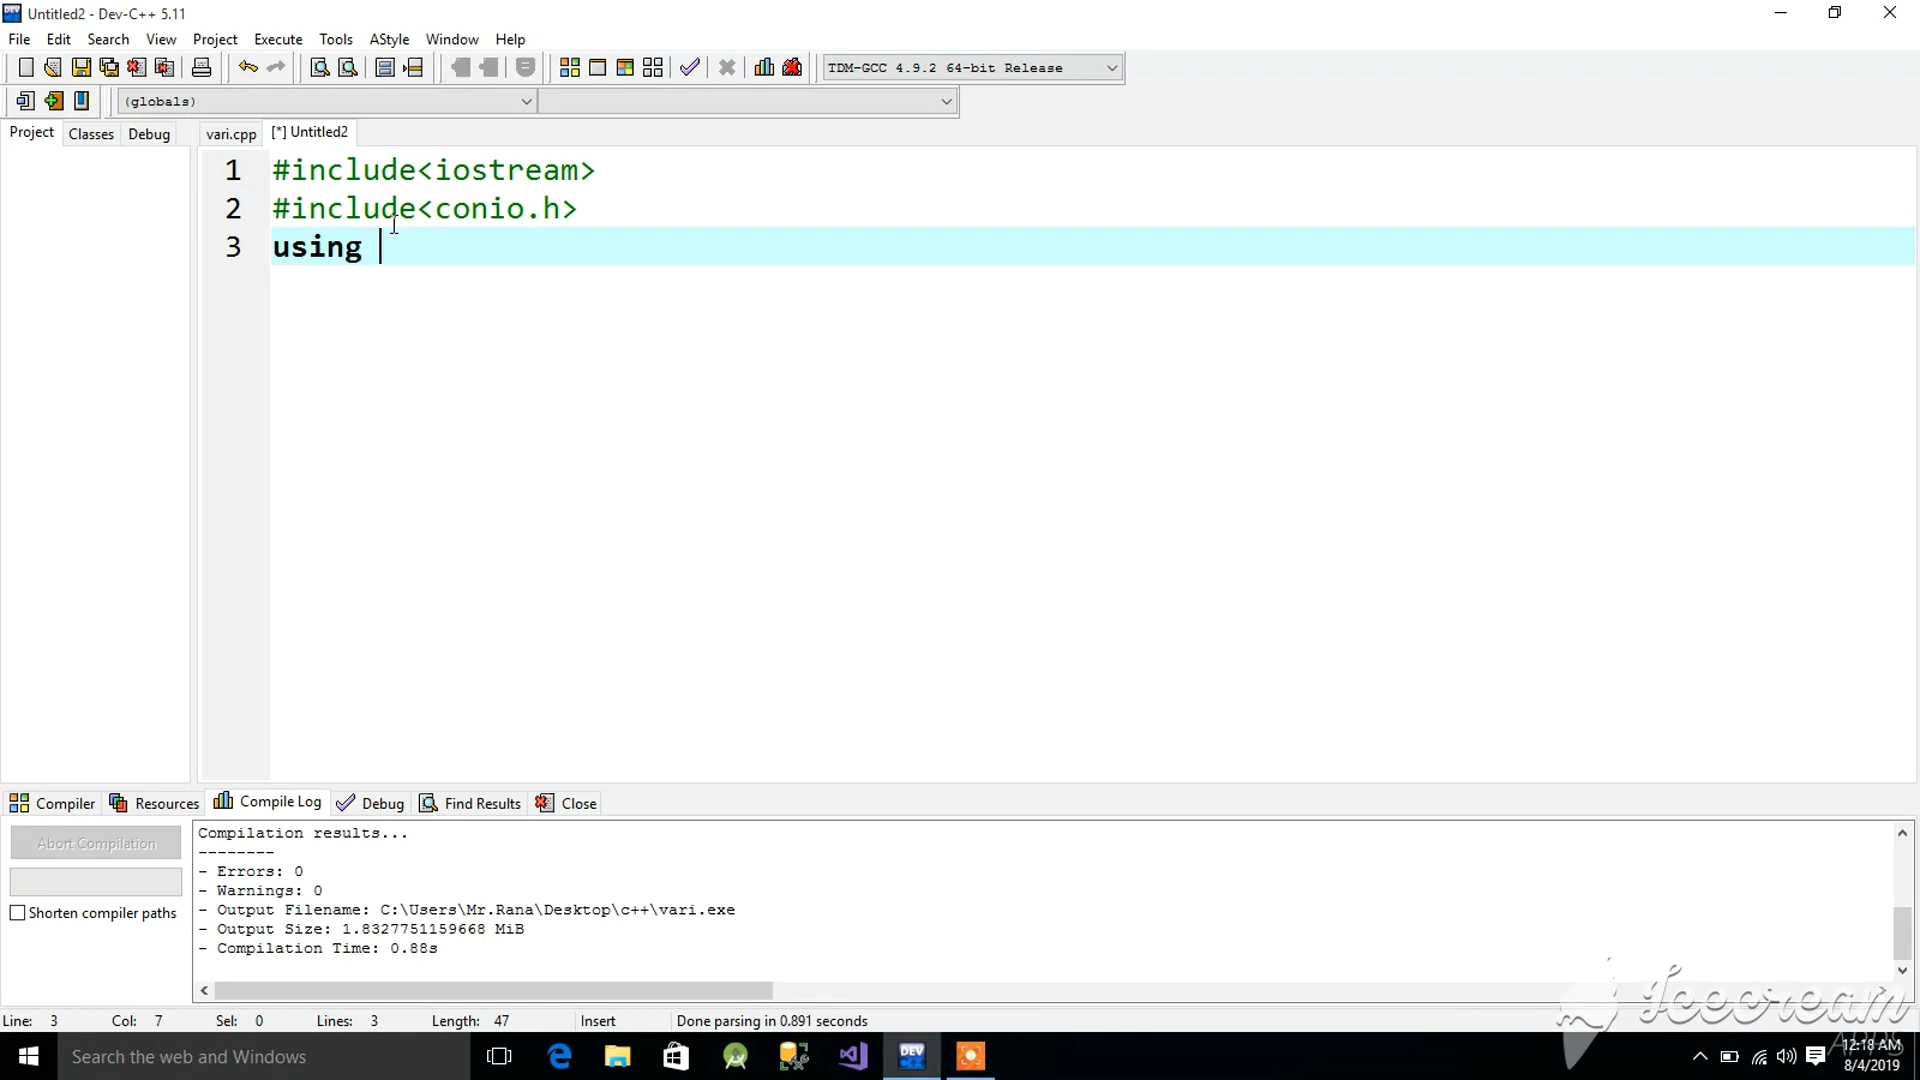 Untitled2 - Dev-C++ 5.11
File Edit Search View Project Execute Tools AStyle Window Help
TDM-GCC 4.9.2 64-bit Release
(globals)
Project Classes Debug vari.cpp [*] Untitled2
1 #include<iostream>
2 #include<conio.h>
3 using
Compiler Resources Compile Log Debug Find Results Close
Abort Compilation
Shorten compiler paths
Compilation results...
--------
- Errors: 0
- Warnings: 0
- Output Filename: C:\Users\Mr.Rana\Desktop\c++\vari.exe
- Output Size: 1.8327751159668 MiB
- Compilation Time: 0.88s
Line: 3 Col: 7 Sel: 0 Lines: 3 Length: 47 Insert Done parsing in 0.891 seconds
Icecream
APPS
Search the web and Windows
DEV
12:18 AM
8/4/2019